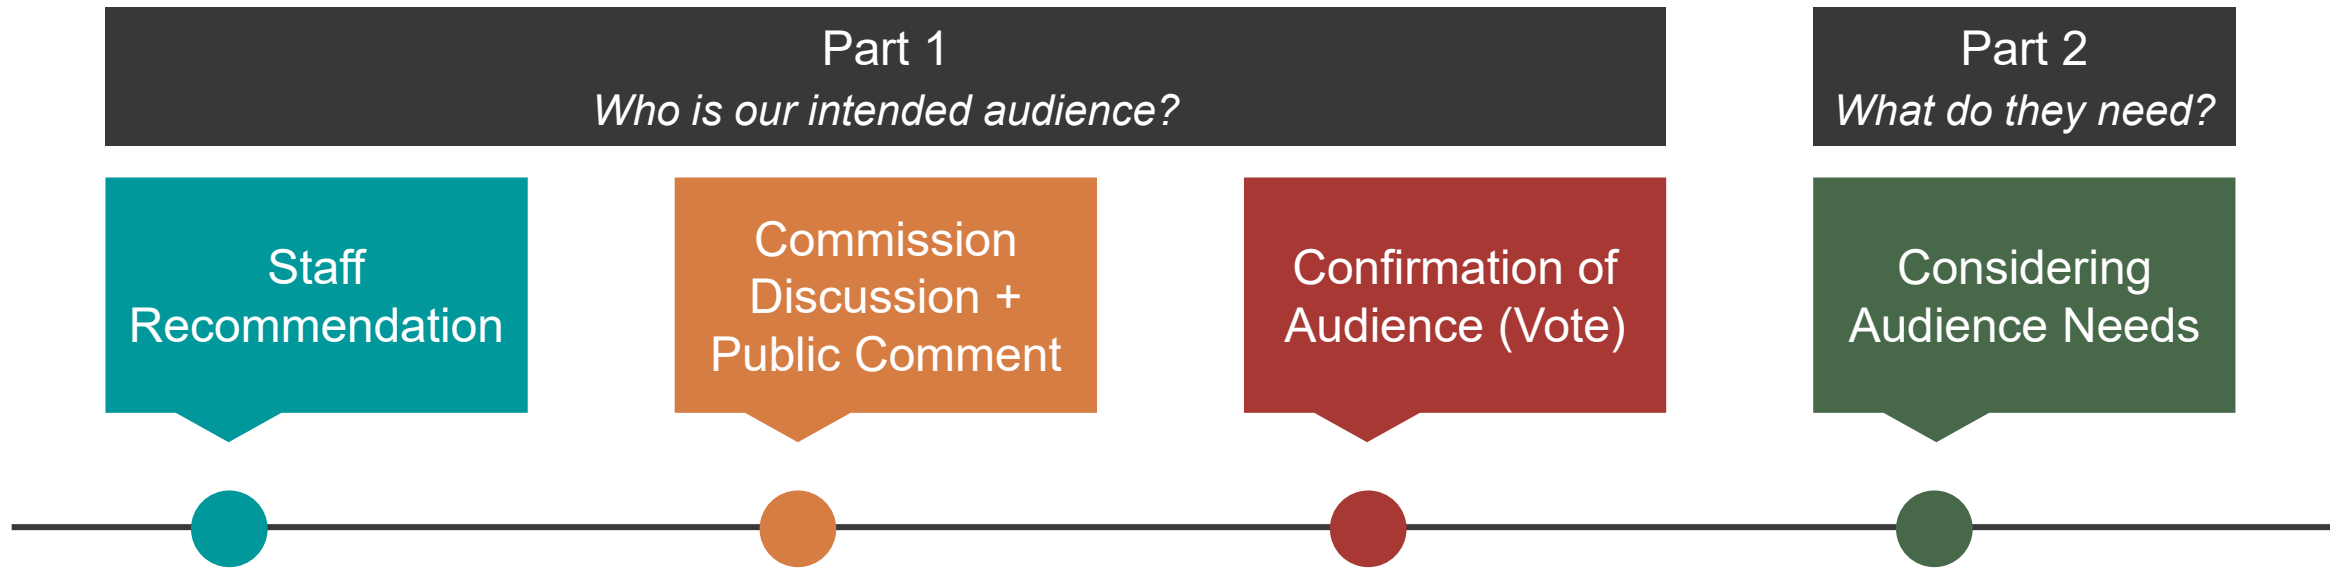 Part 1
Who is our intended audience?
Part 2
What do they need?
Staff
Recommendation
Commission
Discussion +
Public Comment
Confirmation of
Audience (Vote)
Considering
Audience Needs